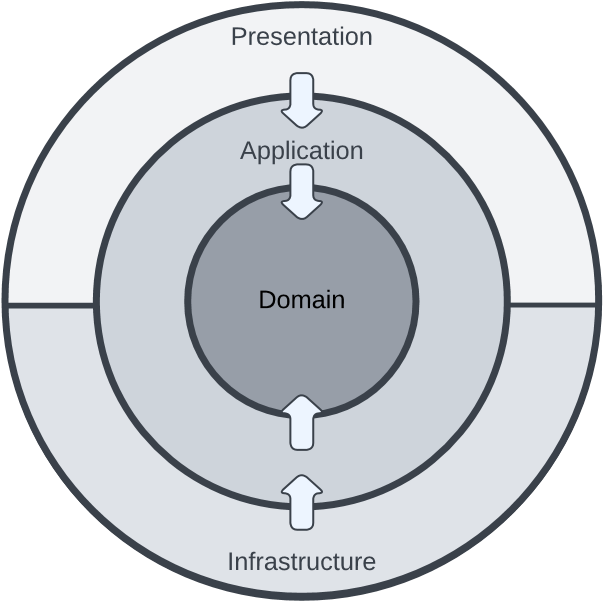 Presentation
Application
Domain
Infrastructure